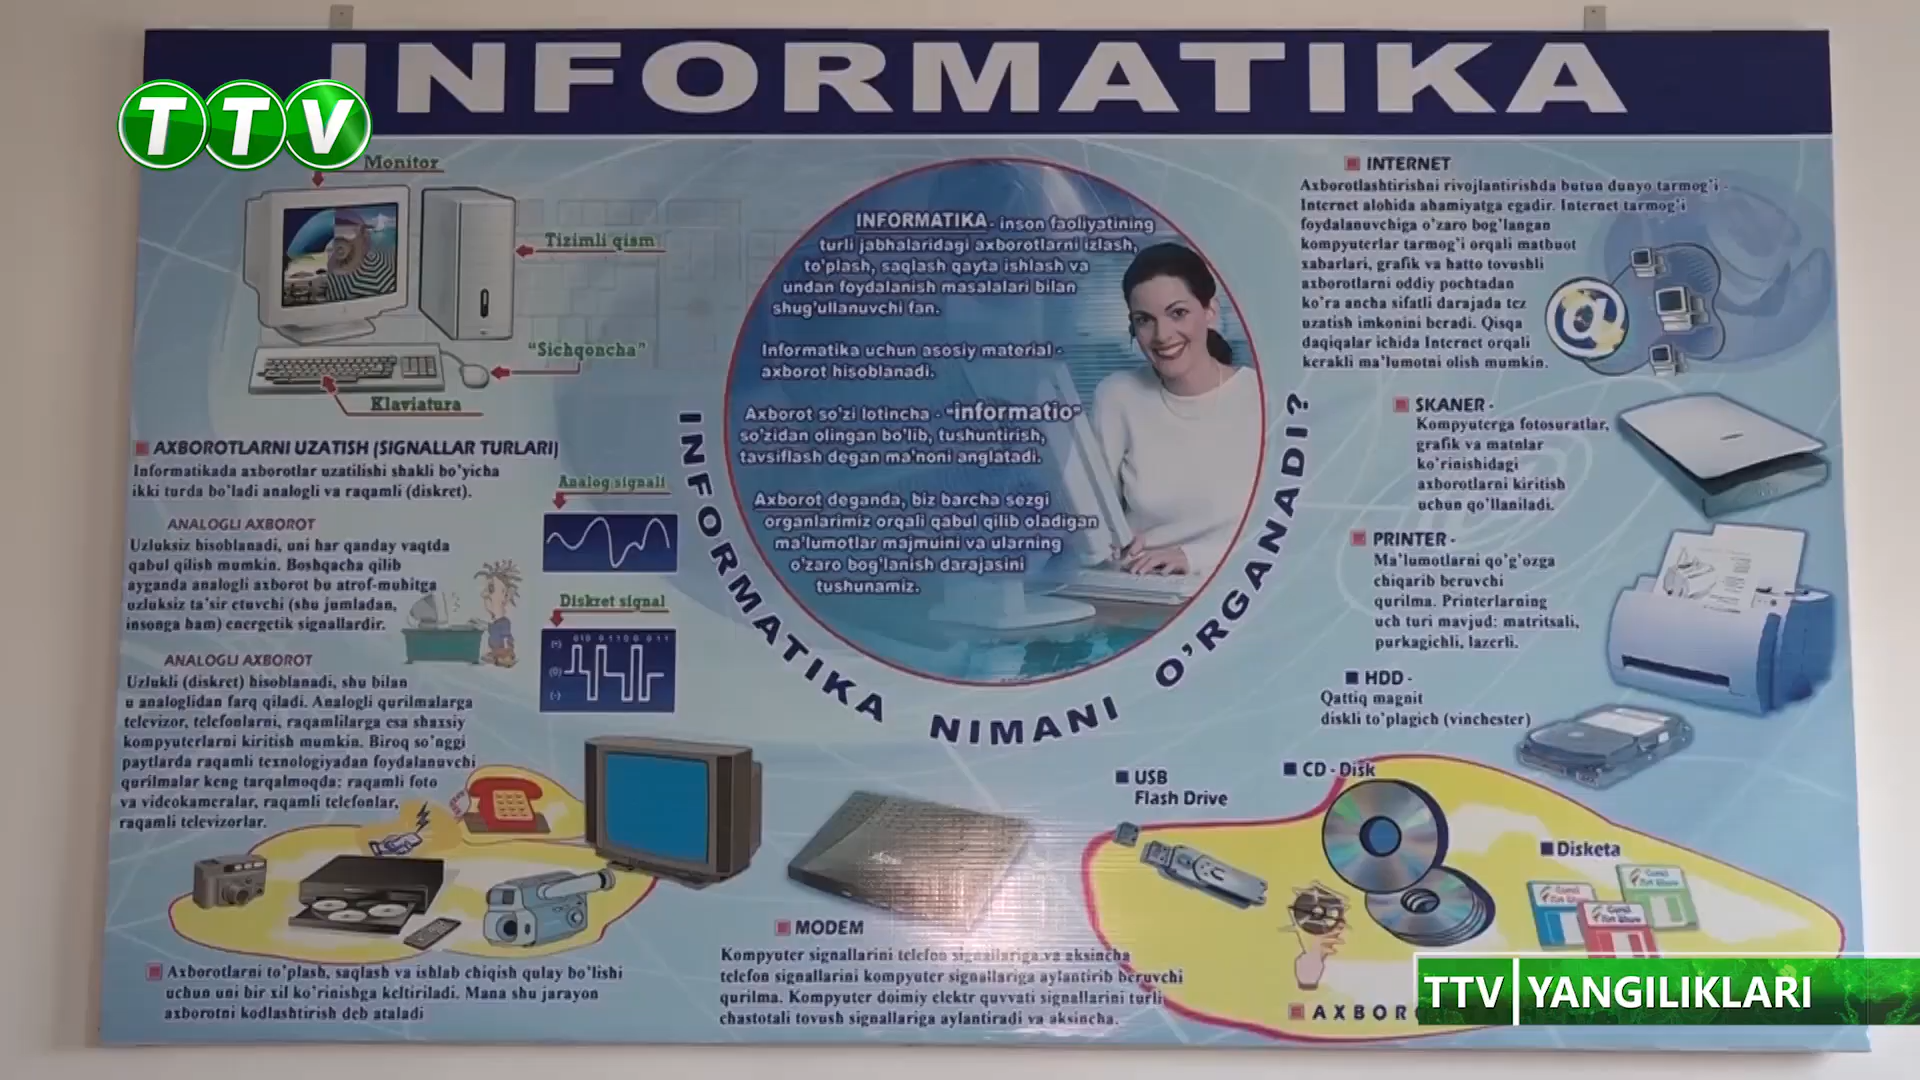 INFORMATIKA
TTV
Monitor
Tizimli qism
"Sichqoncha"
Klaviatura
AXBOROTLARNI UZATISH (SIGNALLAR TURLARI)
Informatikada axborotlar uzatilishi shakli bo'yicha
ikki turda bo'ladi analogli va raqamli (diskret).
ANALOGLI AXBOROT
Uzluksiz hisoblanadi, uni har qanday vaqtda
qabul qilish mumkin. Boshqacha qilib
ayganda analogli axborot bu atrof-muhitga
uzluksiz ta'sir etuvchi (shu jumladan,
insonga ham) energetik signallardir.
ANALOGLI AXBOROT
Uzlukli (diskret) hisoblanadi, shu bilan
u analoglidan farq qiladi. Analogli qurilmalarga
televizor, telefonlarni, raqamlilarga esa shaxsiy
kompyuterlarni kiritish mumkin. Biroq so'nggi
paytlarda raqamli texnologiyadan foydalanuvchi
qurilmalar keng tarqalmoqda: raqamli foto
va videokameralar, raqamli telefonlar,
raqamli televizorlar.
Analog signali
Diskret signal
010 01100 011
(+)
(0)
(-)
Axborotlarni to'plash, saqlash va ishlab chiqish qulay bo'lishi
uchun uni bir xil ko'rinishga keltiriladi. Mana shu jarayon
axborotni kodlashtirish deb ataladi
INFORMATIKA - inson faoliyatining
turli jabhalaridagi axborotlarni izlash,
to'plash, saqlash qayta ishlash va
undan foydalanish masalalari bilan
shug'ullanuvchi fan.
Informatika uchun asosiy material -
axborot hisoblanadi.
Axborot so'zi lotincha - "informatio"
so'zidan olingan bo'lib, tushuntirish,
tavsiflash degan ma'noni anglatadi.
Axborot deganda, biz barcha sezgi
organlarimiz orqali qabul qilib oladigan
ma'lumotlar majmuini va ularning
o'zaro bog'lanish darajasini
tushunamiz.
INFORMATIKA NIMANI O'RGANADI?
MODEM
Kompyuter signallarini telefon signallariga va aksincha
telefon signallarini kompyuter signallariga aylantirib beruvchi
qurilma. Kompyuter doimiy elektr quvvati signallarini turli
chastotali tovush signallariga aylantiradi va aksincha.
INTERNET
Axborotlashtirishni rivojlantirishda butun dunyo tarmog'i -
Internet alohida ahamiyatga egadir. Internet tarmog'i
foydalanuvchiga o'zaro bog'langan
kompyuterlar tarmog'i orqali matbuot
xabarlari, grafik va hatto tovushli
axborotlarni oddiy pochtadan
ko'ra ancha sifatli darajada tez
uzatish imkonini beradi. Qisqa
daqiqalar ichida Internet orqali
kerakli ma'lumotni olish mumkin.
@
SKANER -
Kompyuterga fotosuratlar,
grafik va matnlar
ko'rinishidagi
axborotlarni kiritish
uchun qo'llaniladi.
PRINTER -
Ma'lumotlarni qo'g'ozga
chiqarib beruvchi
qurilma. Printerlarning
uch turi mavjud: matritsali,
purkagichli, lazerli.
HDD -
Qattiq magnit
diskli to'plagich (vinchester)
USB
Flash Drive
CD - Disk
Disketa
AXBOR
TTV YANGILIKLARI